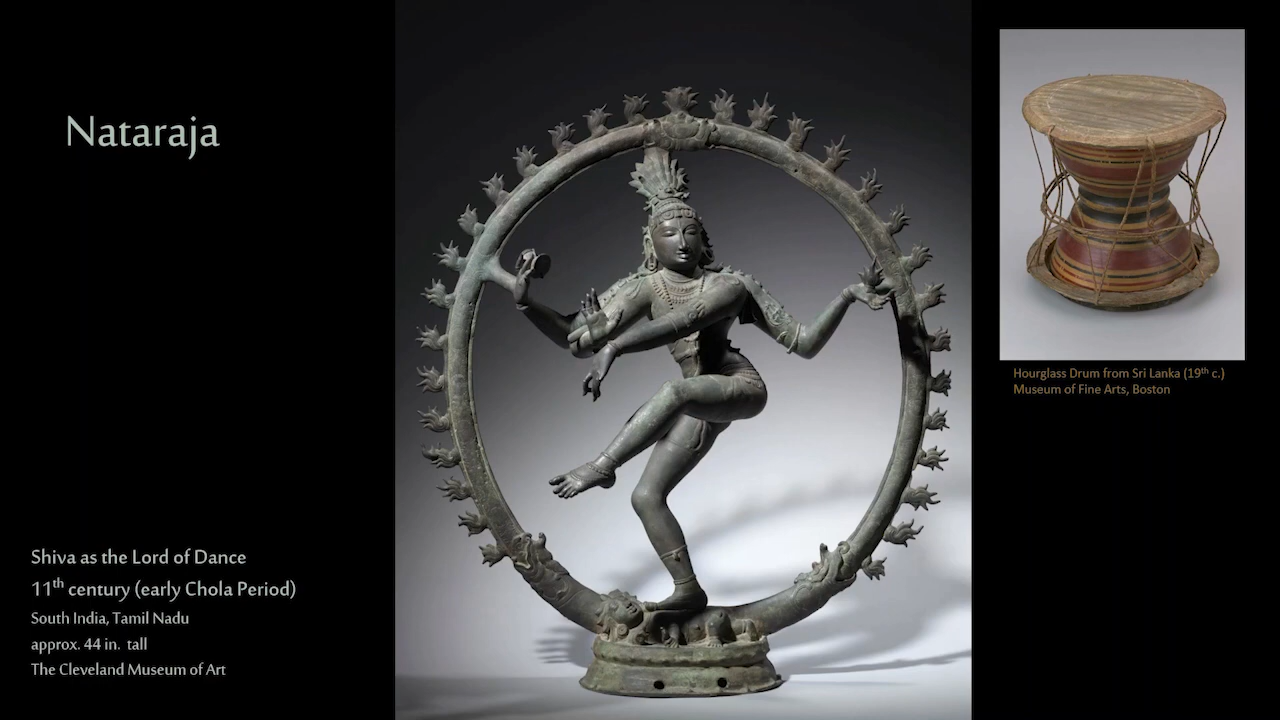 Nataraja
Shiva as the Lord of Dance
11th century (early Chola Period)
South India, Tamil Nadu
approx. 44 in. tall
The Cleveland Museum of Art
Hourglass Drum from Sri Lanka (19th c.)
Museum of Fine Arts, Boston